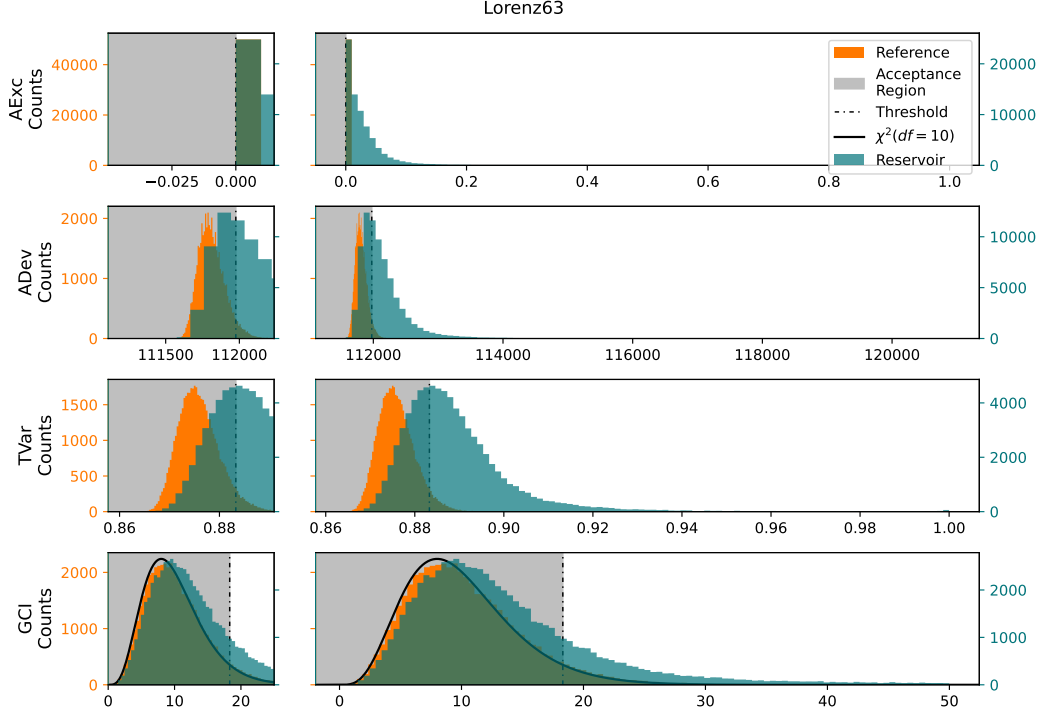 Lorenz63
AExc
Counts
40000
20000
0
−0.025 0.000
0.0 0.2 0.4 0.6 0.8 1.0
20000
10000
0
Reference
Acceptance
Region
Threshold
χ²(df = 10)
Reservoir
ADev
Counts
2000
1000
0
111500 112000
112000 114000 116000 118000 120000
10000
5000
0
TVar
Counts
1500
1000
500
0
0.86 0.88
0.86 0.88 0.90 0.92 0.94 0.96 0.98 1.00
4000
2000
0
GCI
Counts
2000
1000
0
0 10 20
0 10 20 30 40 50
2000
1000
0